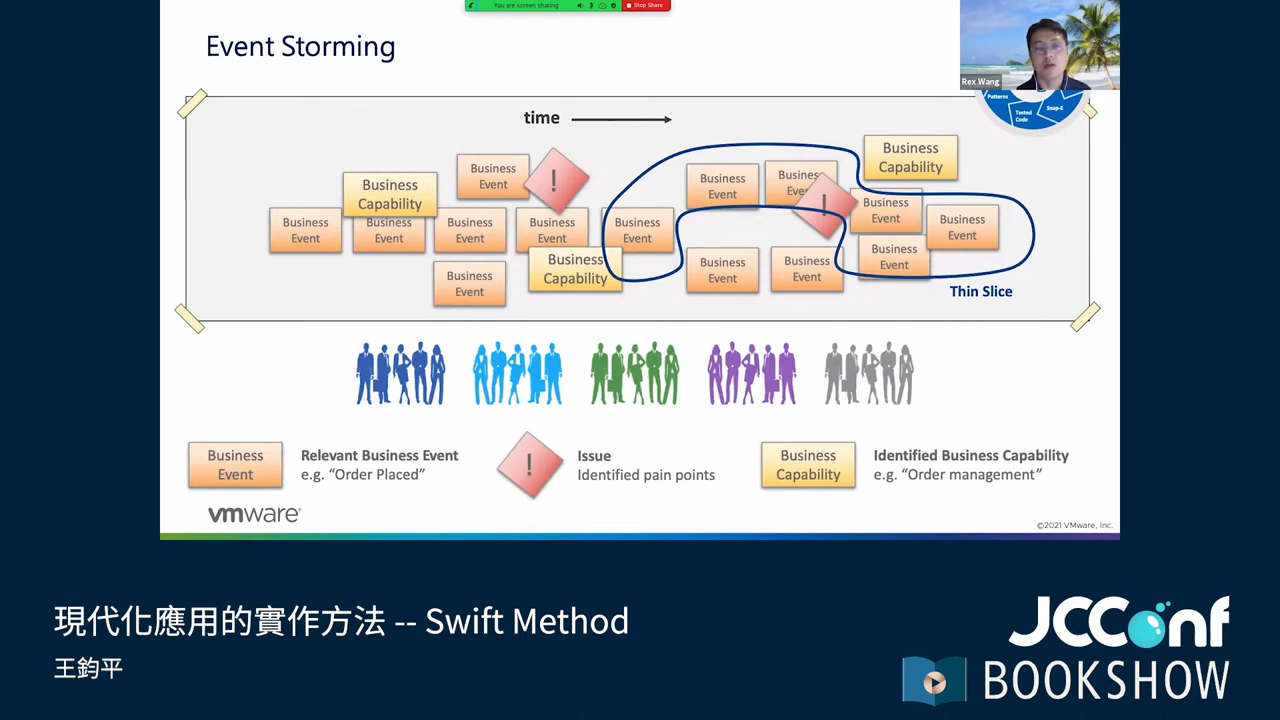 You are screen sharing
Stop Share
Event Storming
Rex Wang
Patterns
Tested
Code
Snap-E
time
Business
Capability
Business
Event
Business
Capability
Business
Event
Business
Event
Business
Event
Business
Event
Business
Event
Business
Capability
Business
Event
Business
Event
Business
Event
Business
Event
Business
Event
Business
Event
Business
Event
Business
Event
Business
Event
Business
Capability
!
!
Thin Slice
Business
Event
Relevant Business Event
e.g. “Order Placed”
!
Issue
Identified pain points
Business
Capability
Identified Business Capability
e.g. “Order management”
vmware®
©2021 VMware, Inc.
現代化應用的實作方法 -- Swift Method
王鈞平
JCConf
BOOKSHOW